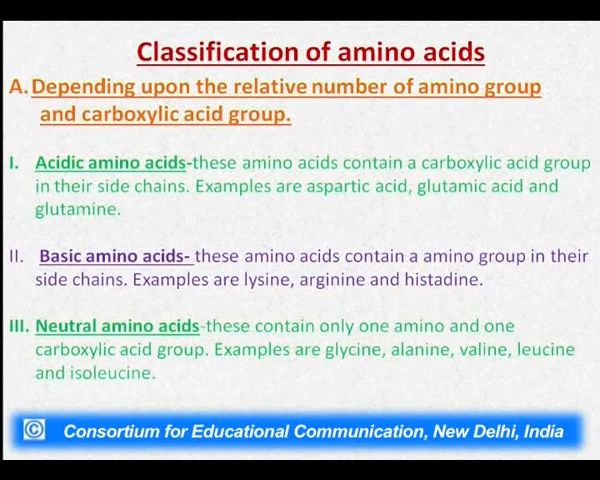 Classification of amino acids
A. Depending upon the relative number of amino group
and carboxylic acid group.
I. Acidic amino acids-these amino acids contain a carboxylic acid group
in their side chains. Examples are aspartic acid, glutamic acid and
glutamine.
II. Basic amino acids- these amino acids contain a amino group in their
side chains. Examples are lysine, arginine and histadine.
III. Neutral amino acids-these contain only one amino and one
carboxylic acid group. Examples are glycine, alanine, valine, leucine
and isoleucine.
© Consortium for Educational Communication, New Delhi, India